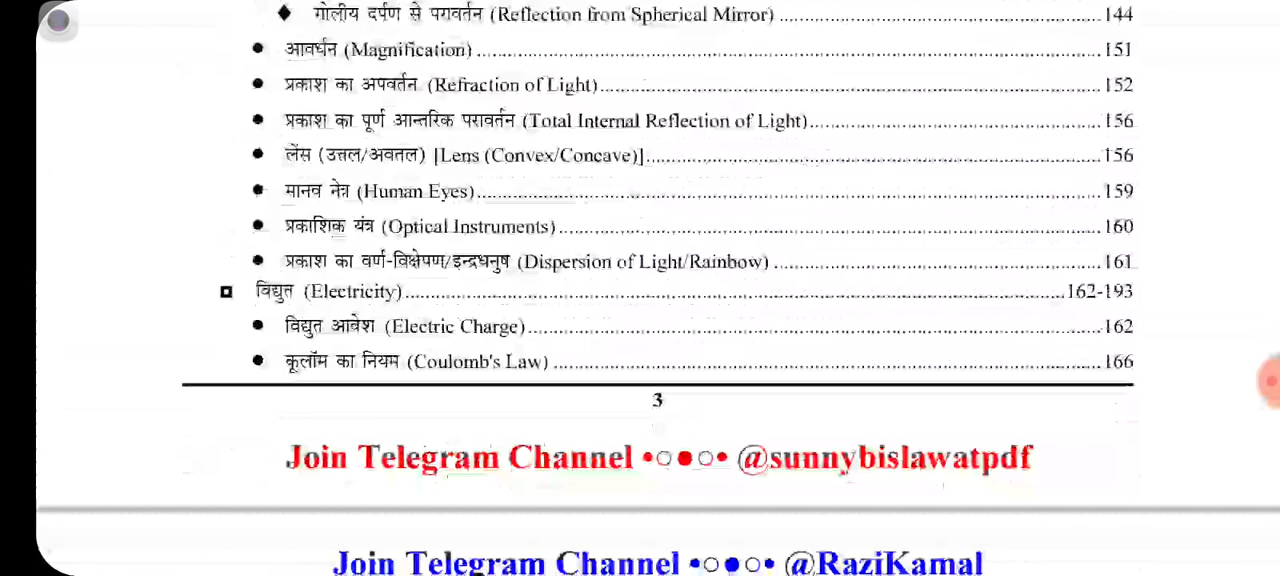 ◆ गोलीय दर्पण से परावर्तन (Reflection from Spherical Mirror) ........................................ 144
● आवर्धन (Magnification) ........................................ 151
● प्रकाश का अपवर्तन (Refraction of Light) ........................................ 152
● प्रकाश का पूर्ण आन्तरिक परावर्तन (Total Internal Reflection of Light) ........................................ 156
● लेंस (उत्तल/अवतल) [Lens (Convex/Concave)] ........................................ 156
● मानव नेत्र (Human Eyes) ........................................ 159
● प्रकाशिक यंत्र (Optical Instruments) ........................................ 160
● प्रकाश का वर्ण-विक्षेपण/इन्द्रधनुष (Dispersion of Light/Rainbow) ........................................ 161
◘ विद्युत (Electricity) ........................................ 162-193
● विद्युत आवेश (Electric Charge) ........................................ 162
● कूलॉम का नियम (Coulomb's Law) ........................................ 166
3
Join Telegram Channel •○●○• @sunnybislawatpdf
Join Telegram Channel •○●○• @RaziKamal